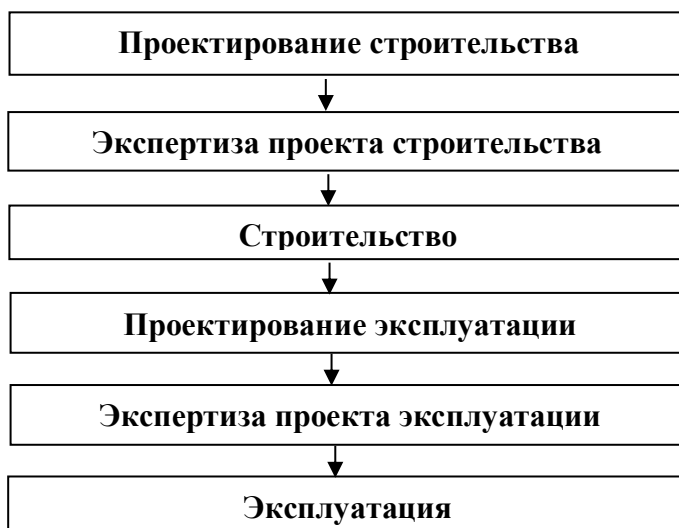 Проектирование строительства
Экспертиза проекта строительства
Строительство
Проектирование эксплуатации
Экспертиза проекта эксплуатации
Эксплуатация